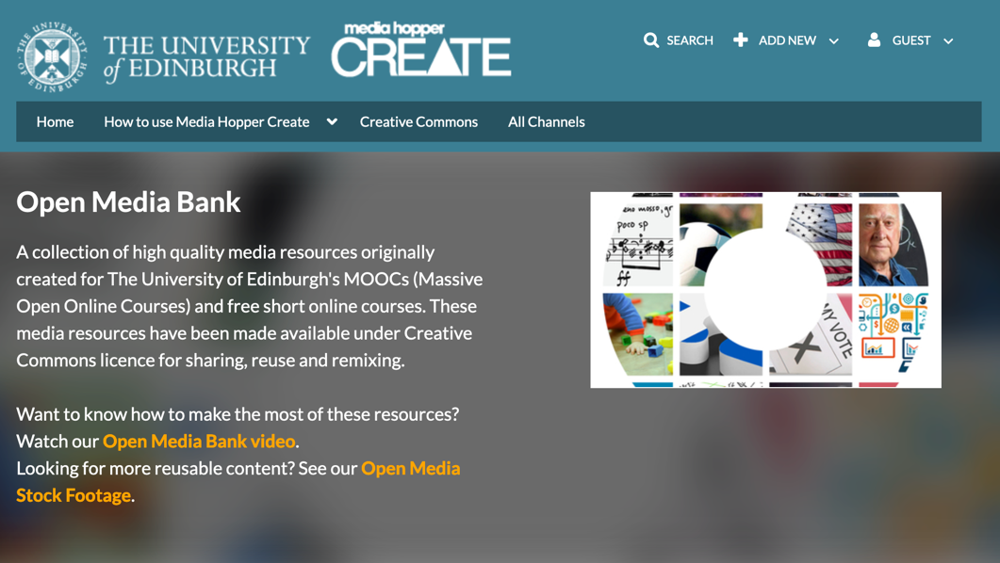 THE UNIVERSITY
of EDINBURGH
media hopper
CREATE
SEARCH
ADD NEW
GUEST
Home
How to use Media Hopper Create
Creative Commons
All Channels
Open Media Bank
A collection of high quality media resources originally
created for The University of Edinburgh's MOOCs (Massive
Open Online Courses) and free short online courses. These
media resources have been made available under Creative
Commons licence for sharing, reuse and remixing.
Want to know how to make the most of these resources?
Watch our Open Media Bank video.
Looking for more reusable content? See our Open Media
Stock Footage.
poco sp
ff
MY VOTE
X